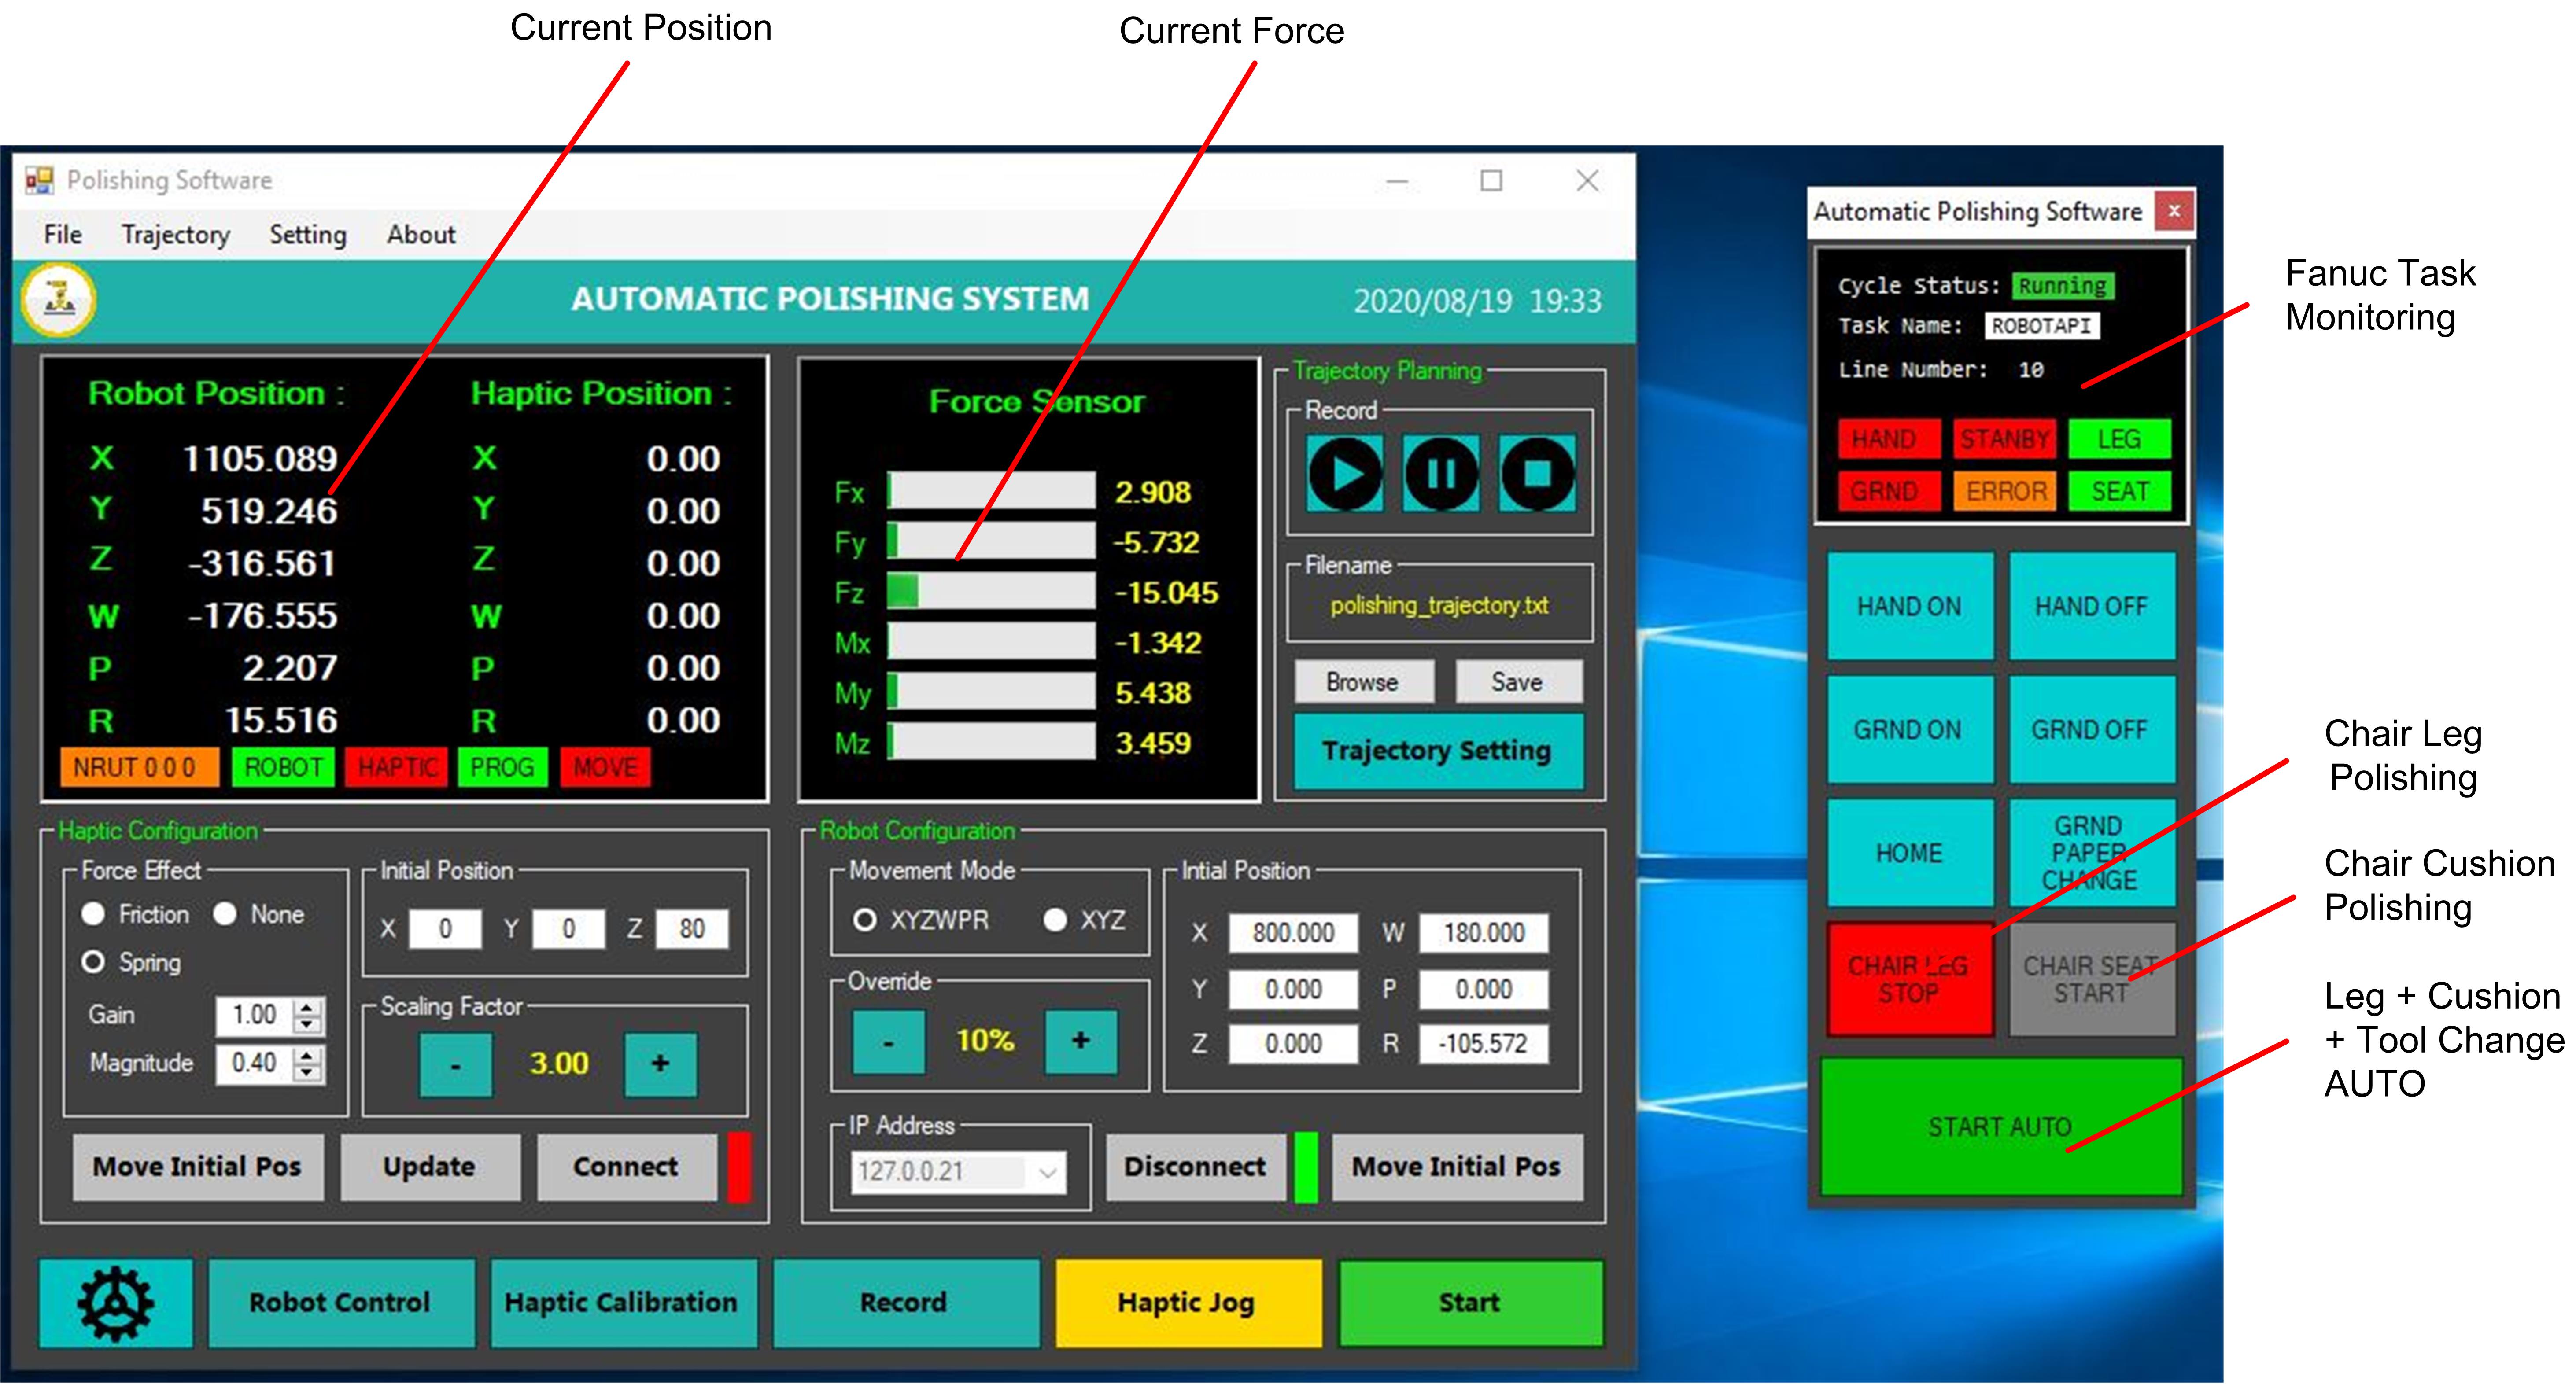 Current Position
Current Force
Polishing Software
File Trajectory Setting About
AUTOMATIC POLISHING SYSTEM
2020/08/19 19:33
Robot Position :
X 1105.089
Y 519.246
Z -316.561
W -176.555
P 2.207
R 15.516
Haptic Position :
X 0.00
Y 0.00
Z 0.00
W 0.00
P 0.00
R 0.00
NRUT 0 0 0 ROBOT HAPTIC PROG MOVE
Force Sensor
Fx 2.908
Fy -5.732
Fz -15.045
Mx -1.342
My 5.438
Mz 3.459
Trajectory Planning
Record
Filename
polishing_trajectory.txt
Browse Save
Trajectory Setting
Haptic Configuration
Force Effect
Friction None
Spring
Gain 1.00
Magnitude 0.40
Initial Position
X 0 Y 0 Z 80
Scaling Factor
- 3.00 +
Move Initial Pos Update Connect
Robot Configuration
Movement Mode
XYZWPR XYZ
Override
- 10% +
Intial Position
X 800.000 W 180.000
Y 0.000 P 0.000
Z 0.000 R -105.572
IP Address
127.0.0.21
Disconnect Move Initial Pos
Robot Control Haptic Calibration Record Haptic Jog Start
Automatic Polishing Software x
Cycle Status: Running
Task Name: ROBOTAPI
Line Number: 10
HAND STANBY LEG
GRND ERROR SEAT
HAND ON HAND OFF
GRND ON GRND OFF
HOME
GRND
PAPER
CHANGE
CHAIR LEG
STOP
CHAIR SEAT
START
START AUTO
Fanuc Task
Monitoring
Chair Leg
Polishing
Chair Cushion
Polishing
Leg + Cushion
+ Tool Change
AUTO